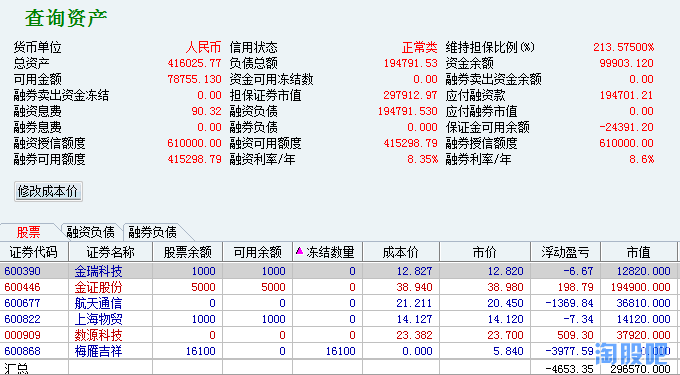 查询资产
货币单位 人民币 信用状态 正常类 维持担保比例(%) 213.57500%
总资产 416025.77 负债总额 194791.53 资金余额 99903.120
可用金额 78755.130 资金可用冻结数 0.00 融券卖出资金余额 0.00
融券卖出资金冻结 0.00 担保证券市值 297912.97 应付融资款 194701.21
融资息费 90.32 融资负债 194791.530 应付融券市值 0.00
融券息费 0.00 融券负债 0.000 保证金可用余额 -24391.20
融资授信额度 610000.00 融资可用额度 415298.79 融券授信额度 610000.00
融券可用额度 415298.79 融资利率/年 8.35% 融券利率/年 8.6%
修改成本价
股票 融资负债 融券负债
证券代码 证券名称 股票余额 可用余额 冻结数量 成本价 市价 浮动盈亏 市值
600390 金瑞科技 1000 1000 0 12.827 12.820 -6.67 12820.000
600446 金证股份 5000 5000 0 38.940 38.980 198.79 194900.000
600677 航天通信 0 0 0 21.211 20.450 -1369.84 36810.000
600822 上海物贸 1000 1000 0 14.127 14.120 -7.34 14120.000
000909 数源科技 0 0 0 23.382 23.700 509.30 37920.000
600868 梅雁吉祥 16100 0 16100 0.000 5.840 -3977.59 0.000
汇总 -4653.35 296570.000
淘股吧